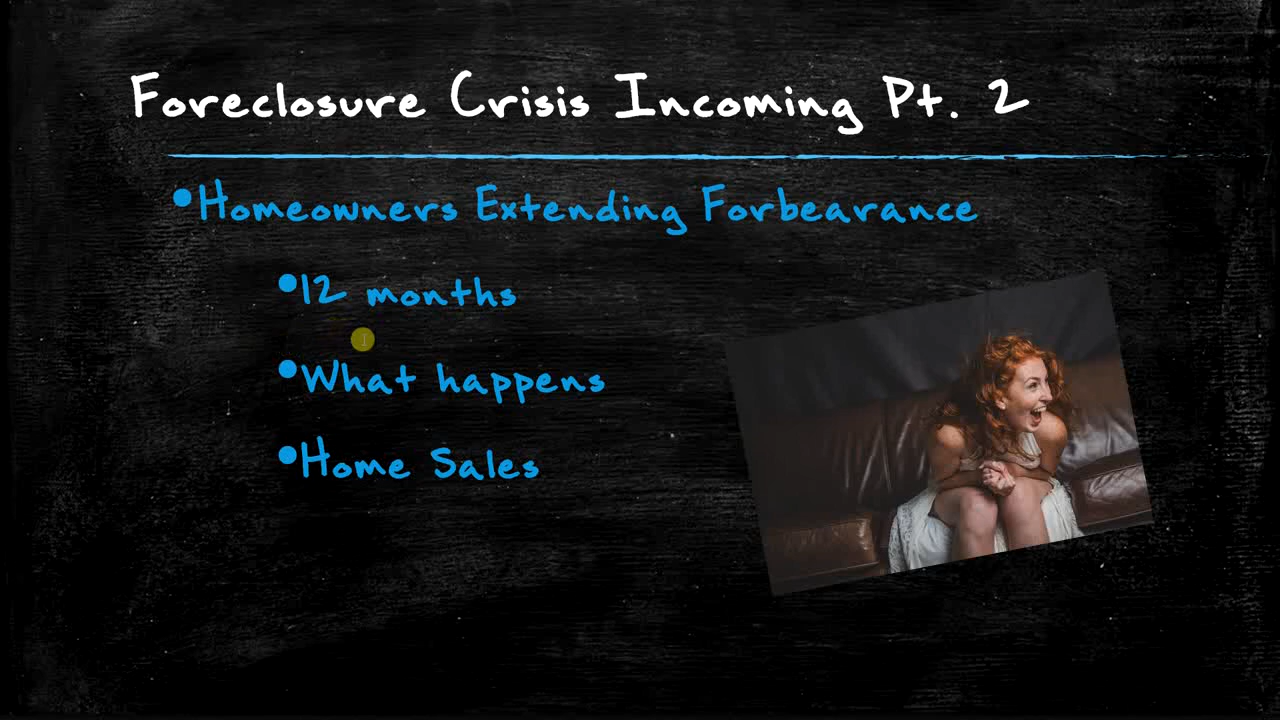 Foreclosure Crisis Incoming Pt. 2
•Homeowners Extending Forbearance
•12 months
•What happens
•Home Sales